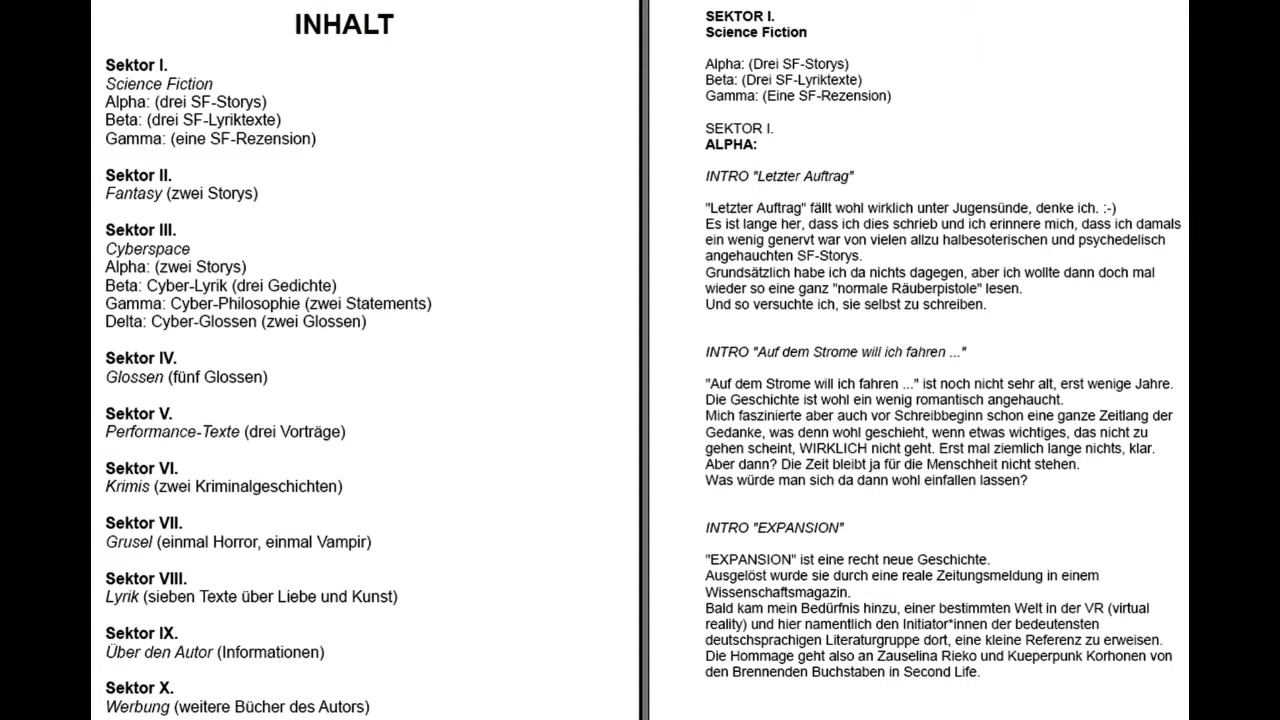 INHALT
Sektor I.
Science Fiction
Alpha: (drei SF-Storys)
Beta: (drei SF-Lyriktexte)
Gamma: (eine SF-Rezension)
Sektor II.
Fantasy (zwei Storys)
Sektor III.
Cyberspace
Alpha: (zwei Storys)
Beta: Cyber-Lyrik (drei Gedichte)
Gamma: Cyber-Philosophie (zwei Statements)
Delta: Cyber-Glossen (zwei Glossen)
Sektor IV.
Glossen (fünf Glossen)
Sektor V.
Performance-Texte (drei Vorträge)
Sektor VI.
Krimis (zwei Kriminalgeschichten)
Sektor VII.
Grusel (einmal Horror, einmal Vampir)
Sektor VIII.
Lyrik (sieben Texte über Liebe und Kunst)
Sektor IX.
Über den Autor (Informationen)
Sektor X.
Werbung (weitere Bücher des Autors)
SEKTOR I.
Science Fiction
Alpha: (Drei SF-Storys)
Beta: (Drei SF-Lyriktexte)
Gamma: (Eine SF-Rezension)
SEKTOR I.
ALPHA:
INTRO "Letzter Auftrag"
"Letzter Auftrag" fällt wohl wirklich unter Jugensünde, denke ich. :-)
Es ist lange her, dass ich dies schrieb und ich erinnere mich, dass ich damals
ein wenig genervt war von vielen allzu halbesoterischen und psychedelisch
angehauchten SF-Storys.
Grundsätzlich habe ich da nichts dagegen, aber ich wollte dann doch mal
wieder so eine ganz "normale Räuberpistole" lesen.
Und so versuchte ich, sie selbst zu schreiben.
INTRO "Auf dem Strome will ich fahren ..."
"Auf dem Strome will ich fahren ..." ist noch nicht sehr alt, erst wenige Jahre.
Die Geschichte ist wohl ein wenig romantisch angehaucht.
Mich faszinierte aber auch vor Schreibbeginn schon eine ganze Zeitlang der
Gedanke, was denn wohl geschieht, wenn etwas wichtiges, das nicht zu
gehen scheint, WIRKLICH nicht geht. Erst mal ziemlich lange nichts, klar.
Aber dann? Die Zeit bleibt ja für die Menschheit nicht stehen.
Was würde man sich da dann wohl einfallen lassen?
INTRO "EXPANSION"
"EXPANSION" ist eine recht neue Geschichte.
Ausgelöst wurde sie durch eine reale Zeitungsmeldung in einem
Wissenschaftsmagazin.
Bald kam mein Bedürfnis hinzu, einer bestimmten Welt in der VR (virtual
reality) und hier namentlich den Initiator*innen der bedeutensten
deutschsprachigen Literaturgruppe dort, eine kleine Referenz zu erweisen.
Die Hommage geht also an Zauselina Rieko und Kueperpunk Korhonen von
den Brennenden Buchstaben in Second Life.